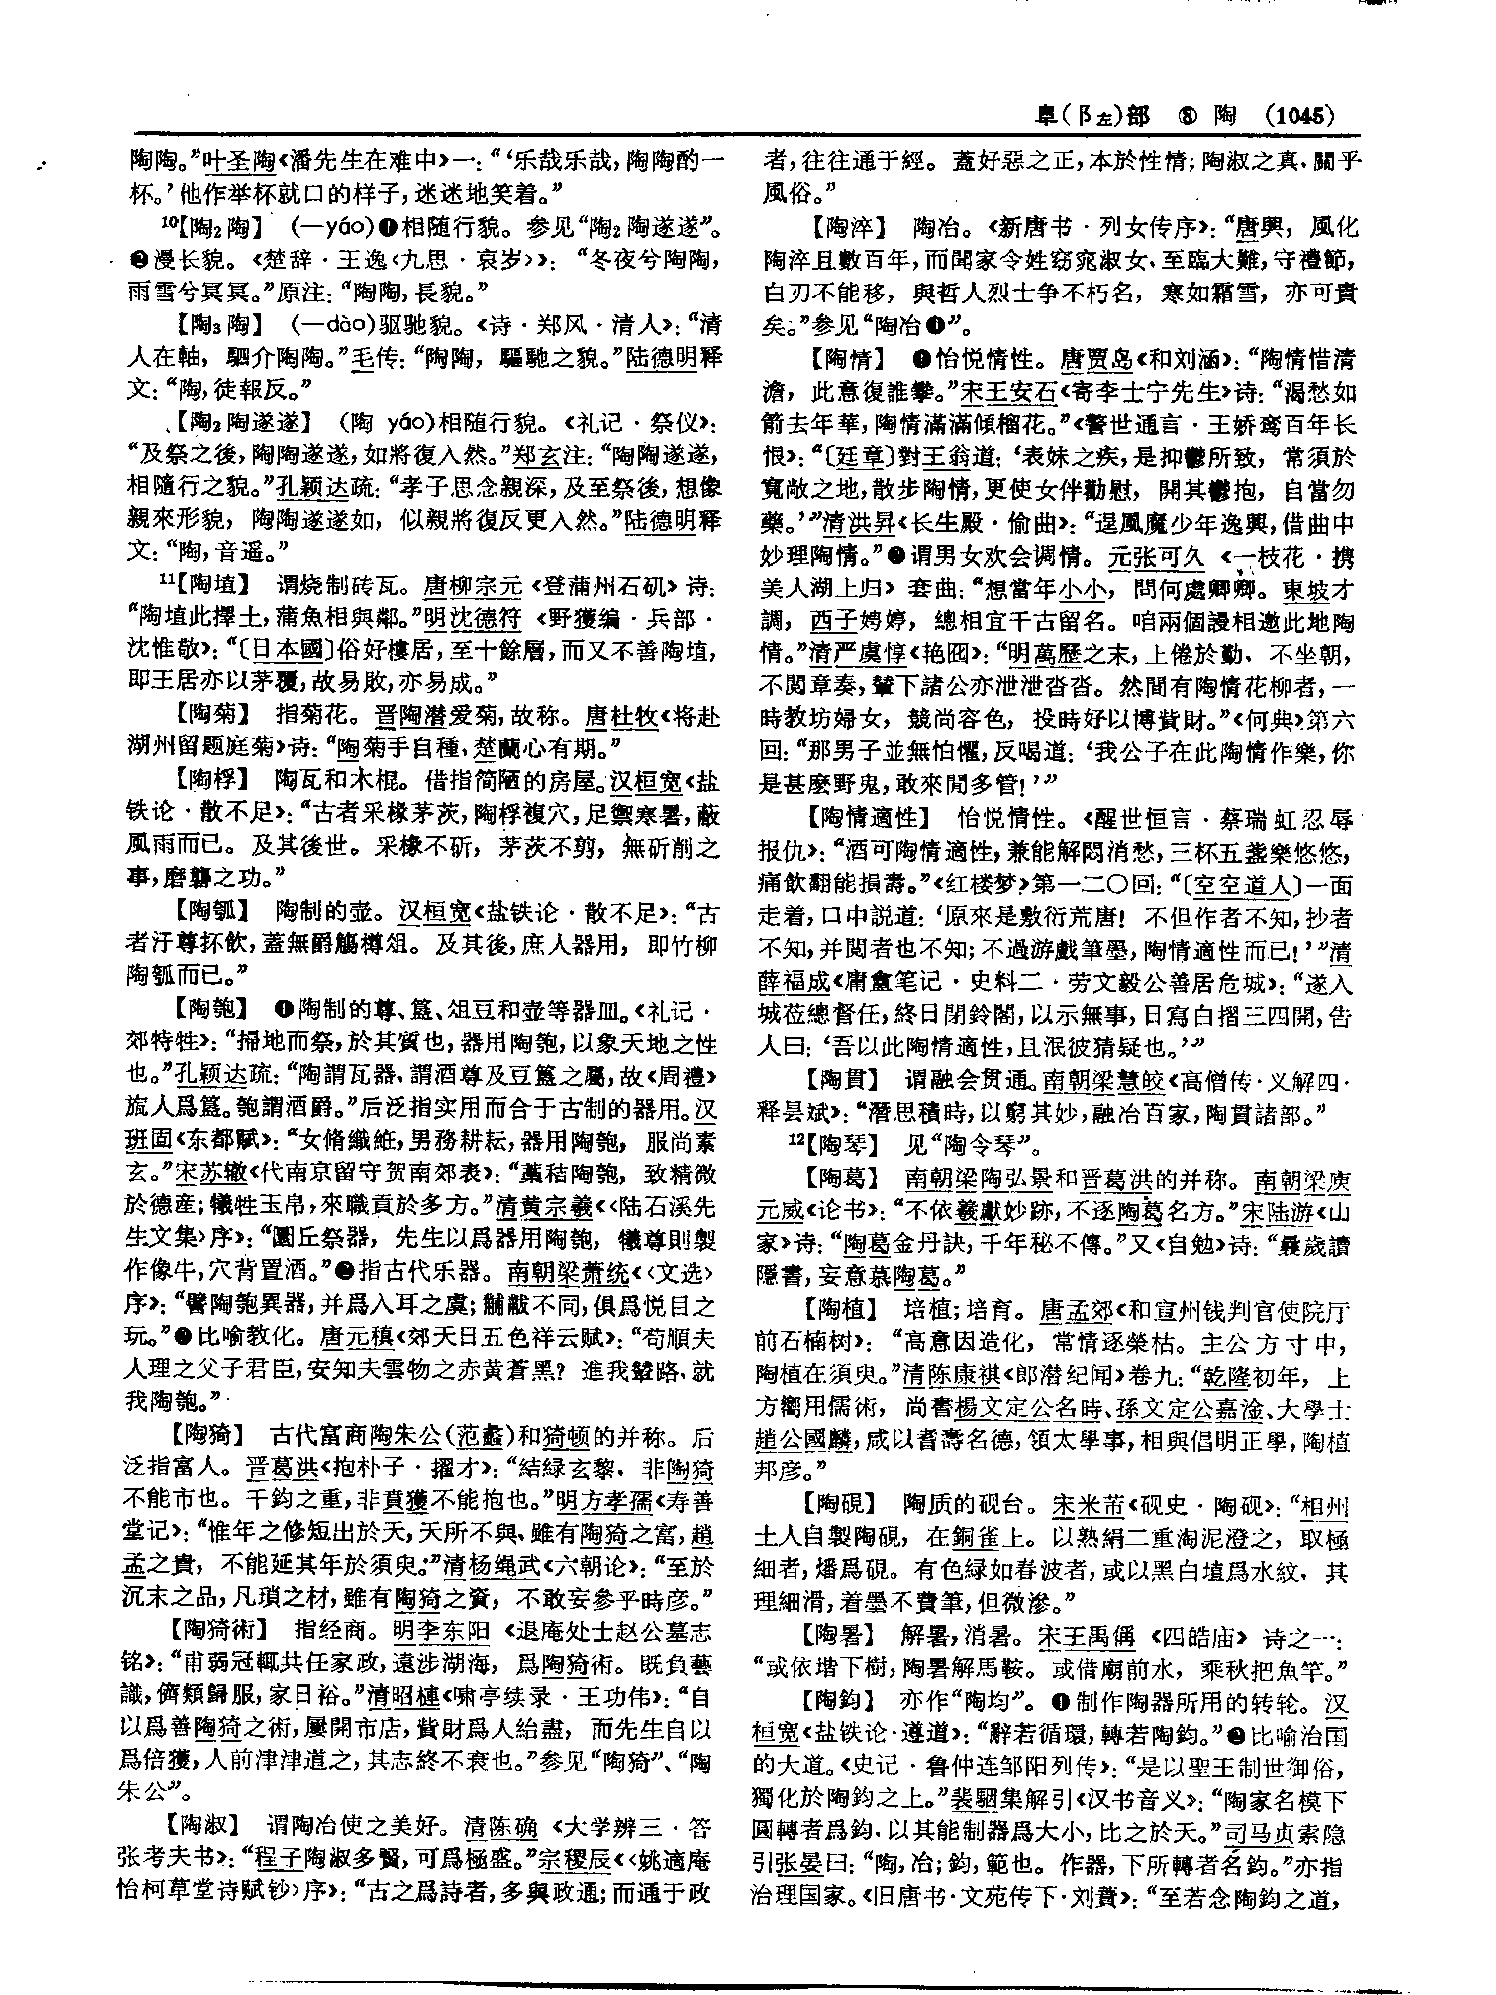 阜(阝左)部 ⑧ 陶 (1045)
陶陶。”叶圣陶《潘先生在难中》一：“‘乐哉乐哉，陶陶酌一
杯。’他作举杯就口的样子，迷迷地笑着。”
10【陶₂陶】 (—yáo)❶相随行貌。参见“陶₂陶遂遂”。
❷漫长貌。《楚辞·王逸〈九思·哀岁〉》：“冬夜兮陶陶，
雨雪兮冥冥。”原注：“陶陶，長貌。”
【陶₃陶】 (—dào)驱驰貌。《诗·郑风·清人》：“清
人在軸，駟介陶陶。”毛传：“陶陶，驅馳之貌。”陆德明释
文：“陶，徒報反。”
【陶₂陶遂遂】 (陶 yáo)相随行貌。《礼记·祭仪》：
“及祭之後，陶陶遂遂，如將復入然。”郑玄注：“陶陶遂遂，
相隨行之貌。”孔颖达疏：“孝子思念親深，及至祭後，想像
親來形貌，陶陶遂遂如，似親將復反更入然。”陆德明释
文：“陶，音遥。”
11【陶埴】 谓烧制砖瓦。唐柳宗元《登蒲州石矶》诗：
“陶埴此擇土，蒲魚相與鄰。”明沈德符《野獲编·兵部·
沈惟敬》：“〔日本國〕俗好樓居，至十餘層，而又不善陶埴，
即王居亦以茅覆，故易敗，亦易成。”
【陶菊】 指菊花。晋陶潜爱菊，故称。唐杜牧《将赴
湖州留题庭菊》诗：“陶菊手自種，楚蘭心有期。”
【陶桴】 陶瓦和木棍。借指简陋的房屋。汉桓宽《盐
铁论·散不足》：“古者采椽茅茨，陶桴複穴，足禦寒暑，蔽
風雨而已。及其後世。采椽不斫，茅茨不剪，無斫削之
事，磨礱之功。”
【陶瓠】 陶制的壶。汉桓宽《盐铁论·散不足》：“古
者汙尊抔飲，蓋無爵觴樽俎。及其後，庶人器用，即竹柳
陶瓠而已。”
【陶匏】 ❶陶制的尊、簋、俎豆和壶等器皿。《礼记·
郊特牲》：“掃地而祭，於其質也，器用陶匏，以象天地之性
也。”孔颖达疏：“陶謂瓦器，謂酒尊及豆簋之屬，故《周禮》
旊人爲簋。匏謂酒爵。”后泛指实用而合于古制的器用。汉
班固《东都赋》：“女脩織紝，男務耕耘，器用陶匏，服尚素
玄。”宋苏辙《代南京留守贺南郊表》：“藁秸陶匏，致精微
於德産；犧牲玉帛，來職貢於多方。”清黄宗羲《〈陆石溪先
生文集〉序》：“圜丘祭器，先生以爲器用陶匏，犧尊則製
作像牛，穴背置酒。”❷指古代乐器。南朝梁萧统《〈文选〉
序》：“譬陶匏異器，并爲入耳之虞；黼黻不同，俱爲悦目之
玩。”❸比喻教化。唐元稹《郊天日五色祥云赋》：“苟順夫
人理之父子君臣，安知夫雲物之赤黄蒼黑？進我輦路，就
我陶匏。”
【陶猗】 古代富商陶朱公(范蠡)和猗顿的并称。后
泛指富人。晋葛洪《抱朴子·擢才》：“結緑玄黎，非陶猗
不能市也。千鈞之重，非賁獲不能抱也。”明方孝孺《寿善
堂记》：“惟年之修短出於天，天所不與，雖有陶猗之富，趙
孟之貴，不能延其年於須臾。”清杨绳武《六朝论》：“至於
沉末之品，凡瑣之材，雖有陶猗之資，不敢妄參乎時彦。”
【陶猗術】 指经商。明李东阳《退庵处士赵公墓志
铭》：“甫弱冠輒共任家政，遠涉湖海，爲陶猗術。既負藝
識，儕類歸服，家日裕。”清昭槤《啸亭续录·王功伟》：“自
以爲善陶猗之術，屢開市店，貲財爲人紿盡，而先生自以
爲倍獲，人前津津道之，其志終不衰也。”参见“陶猗”、“陶
朱公”。
【陶淑】 谓陶冶使之美好。清陈确《大学辨三·答
张考夫书》：“程子陶淑多賢，可爲極盛。”宗稷辰《〈姚適庵
怡柯草堂诗赋钞〉序》：“古之爲詩者，多與政通；而通于政
者，往往通于經。蓋好惡之正，本於性情；陶淑之真，關乎
風俗。”
【陶淬】 陶冶。《新唐书·列女传序》：“唐興，風化
陶淬且數百年，而聞家令姓窈窕淑女，至臨大難，守禮節，
白刃不能移，與哲人烈士争不朽名，寒如霜雪，亦可貴
矣。”参见“陶冶❶”。
【陶情】 ❶怡悦情性。唐贾岛《和刘涵》：“陶情惜清
澹，此意復誰攀。”宋王安石《寄李士宁先生》诗：“渴愁如
箭去年華，陶情滿滿傾榴花。”《警世通言·王娇鸾百年长
恨》：“〔廷章〕對王翁道：‘表妹之疾，是抑鬱所致，常須於
寬敞之地，散步陶情，更使女伴勸慰，開其鬱抱，自當勿
藥。’”清洪昇《长生殿·偷曲》：“逞風魔少年逸興，借曲中
妙理陶情。”❷谓男女欢会调情。元张可久《一枝花·携
美人湖上归》套曲：“想當年小小，問何處卿卿。東坡才
調，西子娉婷，總相宜千古留名。咱兩個謾相邀此地陶
情。”清严虞惇《艳囮》：“明萬曆之末，上倦於勤，不坐朝，
不閲章奏，輦下諸公亦泄泄沓沓。然間有陶情花柳者，一
時教坊婦女，競尚容色，投時好以博貲財。”《何典》第六
回：“那男子並無怕懼，反喝道：‘我公子在此陶情作樂，你
是甚麽野鬼，敢來閒多管！’”
【陶情適性】 怡悦情性。《醒世恒言·蔡瑞虹忍辱
报仇》：“酒可陶情適性，兼能解悶消愁，三杯五盞樂悠悠，
痛飲翻能損壽。”《红楼梦》第一二〇回：“〔空空道人〕一面
走着，口中説道：‘原來是敷衍荒唐！不但作者不知，抄者
不知，并閲者也不知；不過游戲筆墨，陶情適性而已！’”清
薛福成《庸盦笔记·史料二·劳文毅公善居危城》：“遂入
城莅總督任，終日閉鈴閣，以示無事，日寫白摺三四開，告
人曰：‘吾以此陶情適性，且泯彼猜疑也。’”
【陶貫】 谓融会贯通。南朝梁慧皎《高僧传·义解四·
释昙斌》：“潛思積時，以窮其妙，融冶百家，陶貫諸部。”
12【陶琴】 见“陶令琴”。
【陶葛】 南朝梁陶弘景和晋葛洪的并称。南朝梁庾
元威《论书》：“不依羲獻妙跡，不逐陶葛名方。”宋陆游《山
家》诗：“陶葛金丹訣，千年秘不傳。”又《自勉》诗：“曩歲讀
隱書，妄意慕陶葛。”
【陶植】 培植；培育。唐孟郊《和宣州钱判官使院厅
前石楠树》：“高意因造化，常情逐榮枯。主公方寸中，
陶植在須臾。”清陈康祺《郎潜纪闻》卷九：“乾隆初年，上
方嚮用儒術，尚書楊文定公名時、孫文定公嘉淦、大學士
趙公國麟，咸以耆壽名德，領太學事，相與倡明正學，陶植
邦彦。”
【陶硯】 陶质的砚台。宋米芾《砚史·陶砚》：“相州
土人自製陶硯，在銅雀上。以熟絹二重淘泥澄之，取極
細者，燔爲硯。有色緑如春波者，或以黑白埴爲水紋，其
理細滑，着墨不費筆，但微滲。”
【陶暑】 解暑，消暑。宋王禹偁《四皓庙》诗之一：
“或依堦下樹，陶暑解馬鞍。或借廟前水，乘秋把魚竿。”
【陶鈞】 亦作“陶均”。❶制作陶器所用的转轮。汉
桓宽《盐铁论·遵道》：“辭若循環，轉若陶鈞。”❷比喻治国
的大道。《史记·鲁仲连邹阳列传》：“是以聖王制世御俗，
獨化於陶鈞之上。”裴駰集解引《汉书音义》：“陶家名模下
圓轉者爲鈞，以其能制器爲大小，比之於天。”司马贞索隐
引张晏曰：“陶，冶；鈞，範也。作器，下所轉者名鈞。”亦指
治理国家。《旧唐书·文苑传下·刘蕡》：“至若念陶鈞之道，